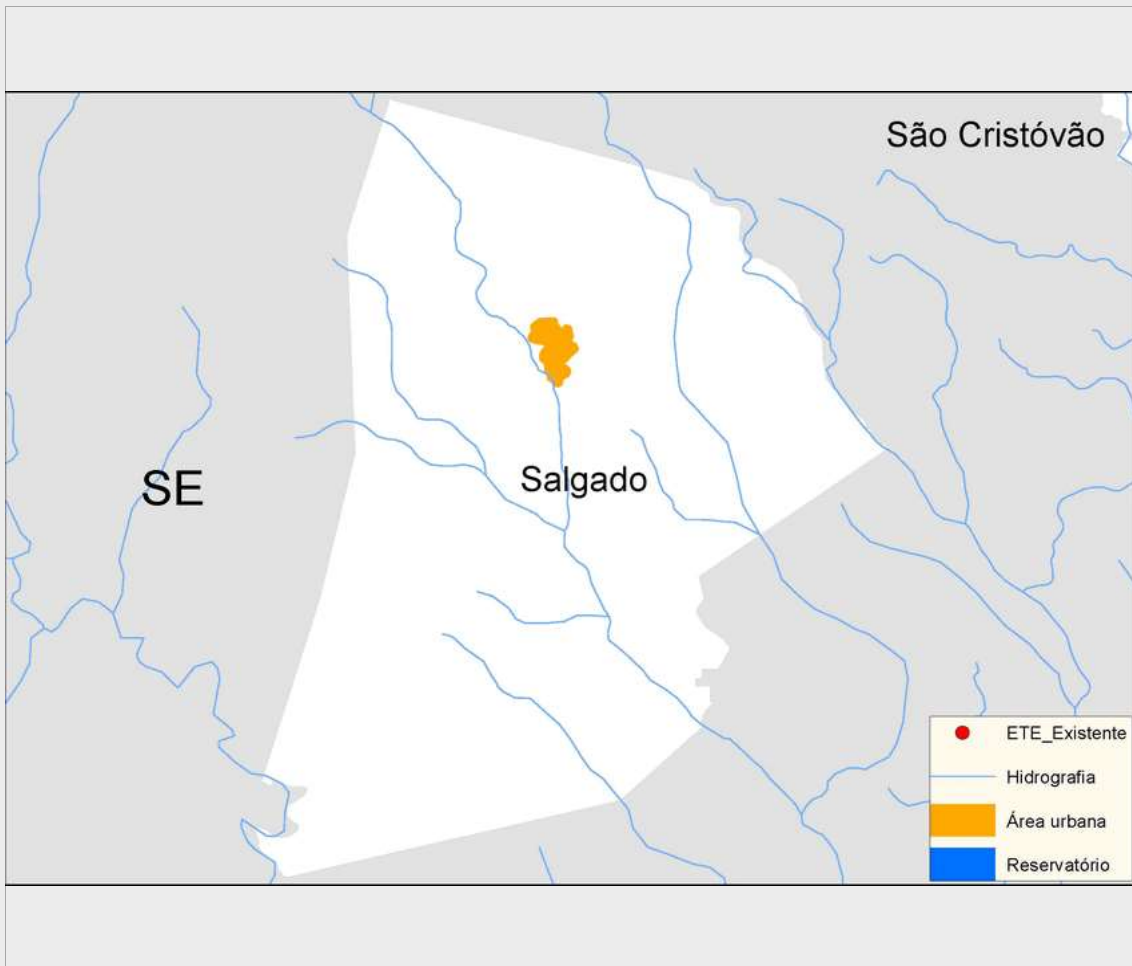 São Cristóvão
SE
Salgado
ETE_Existente
Hidrografia
Área urbana
Reservatório